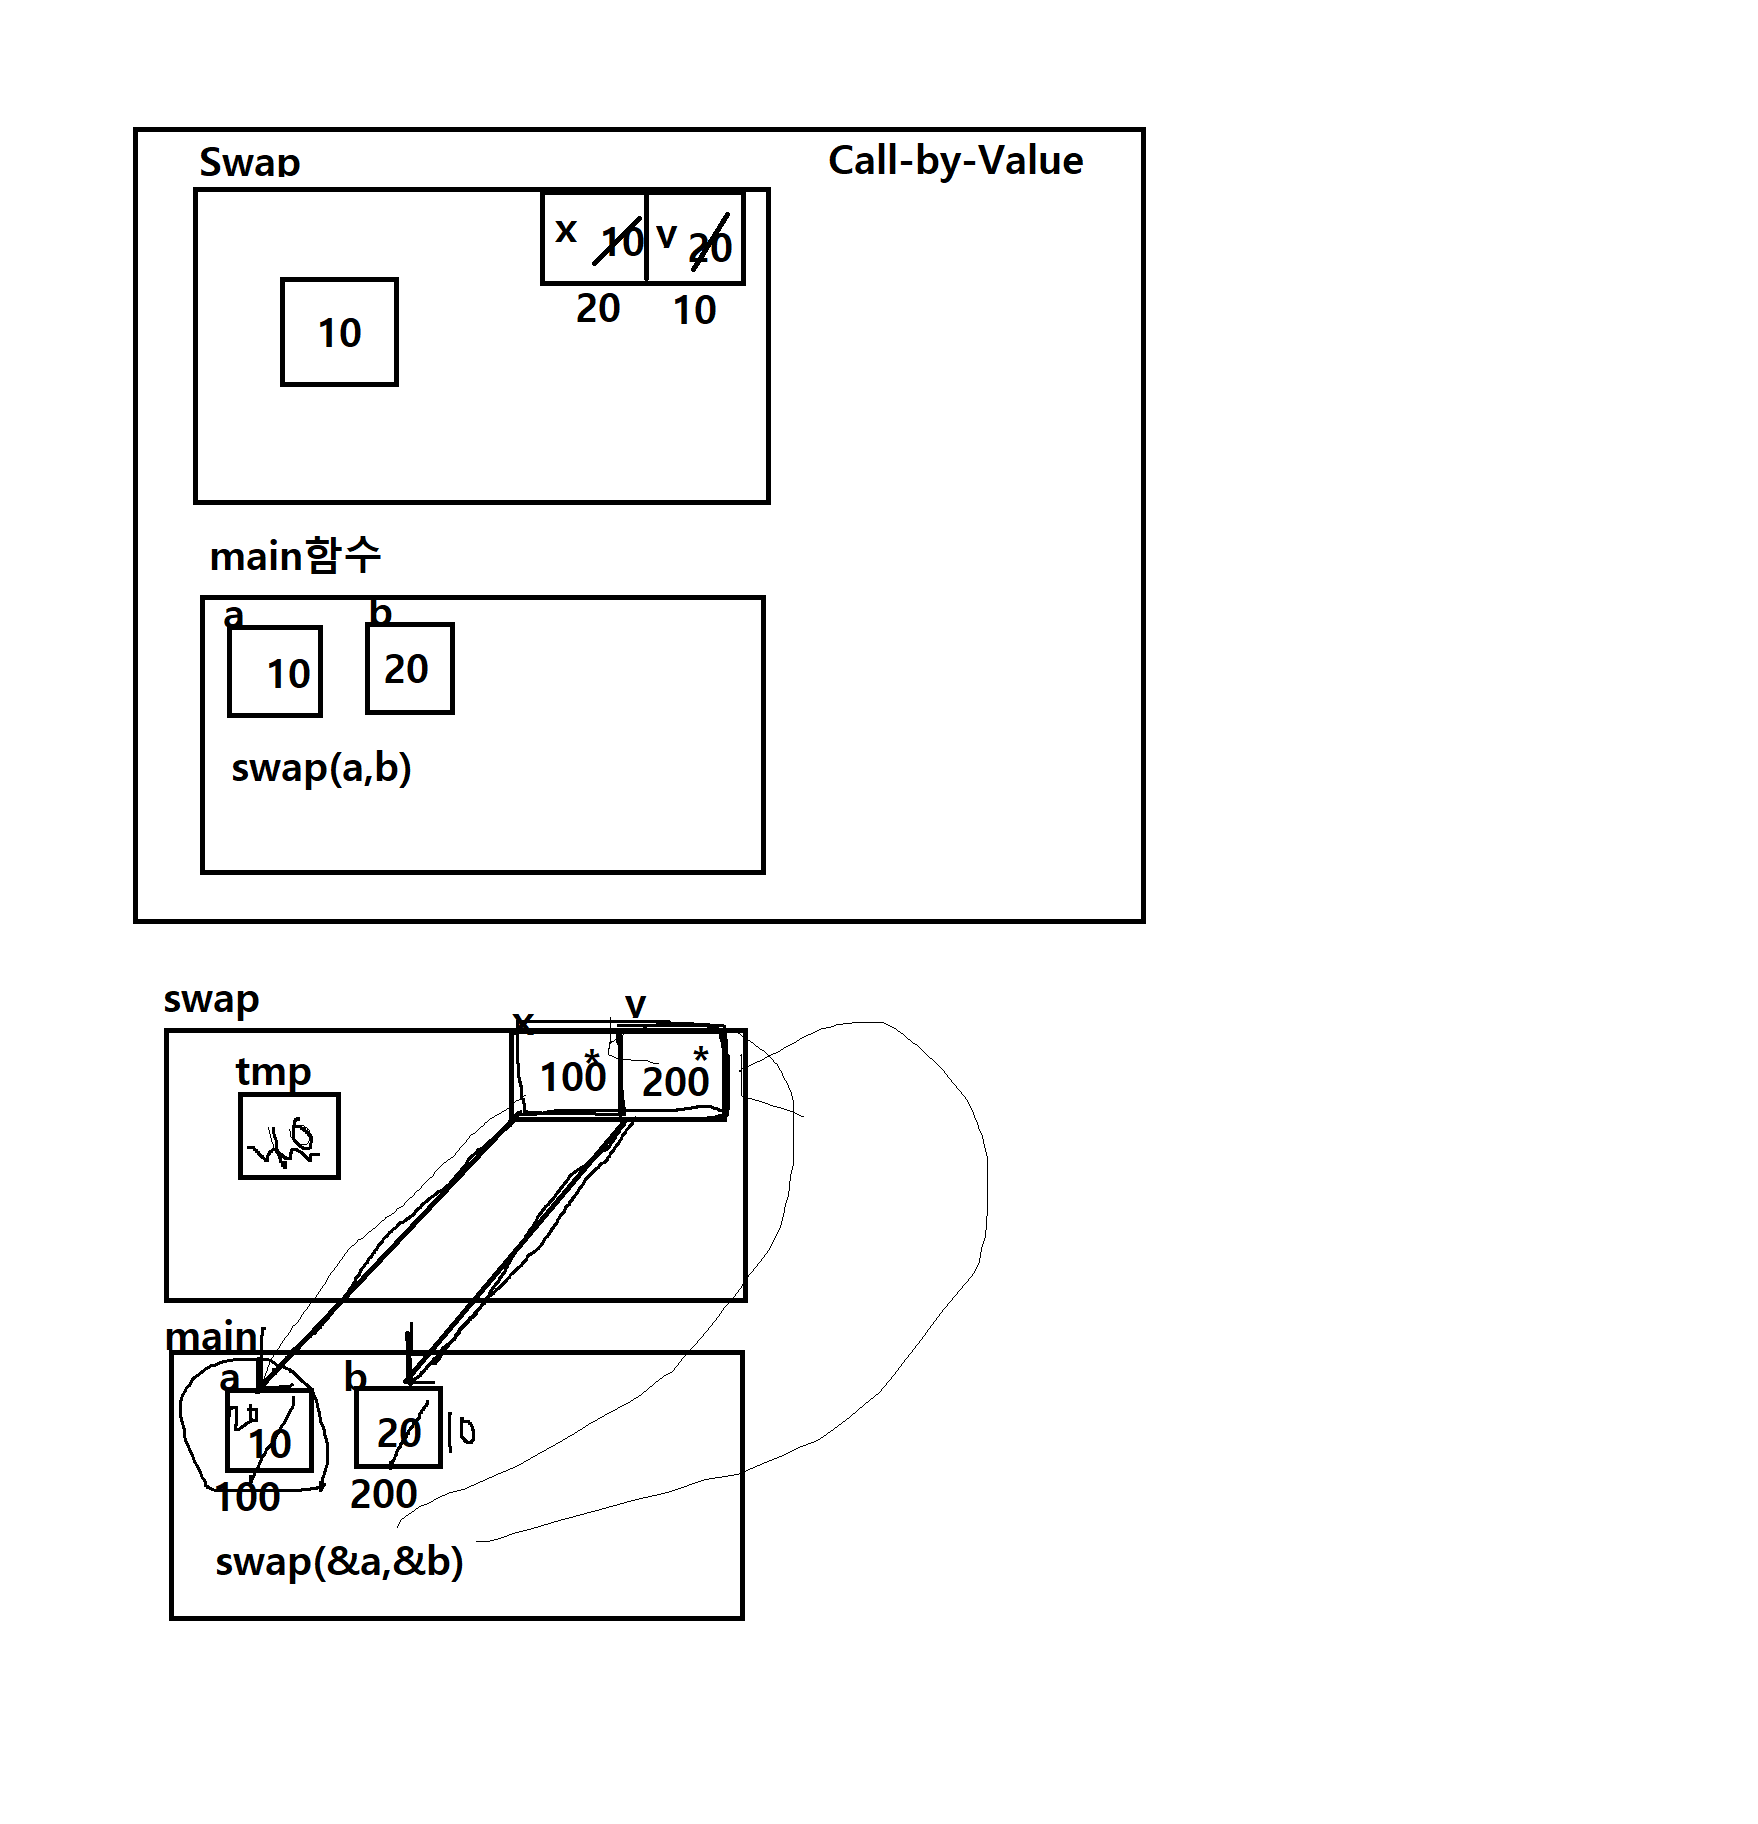 Swap
Call-by-Value
x 10 v 20
20 10
10
main함수
a b
10 20
swap(a,b)
swap
x v
tmp
100* 200*
main
a b
20
10 20 10
100 200
swap(&a,&b)